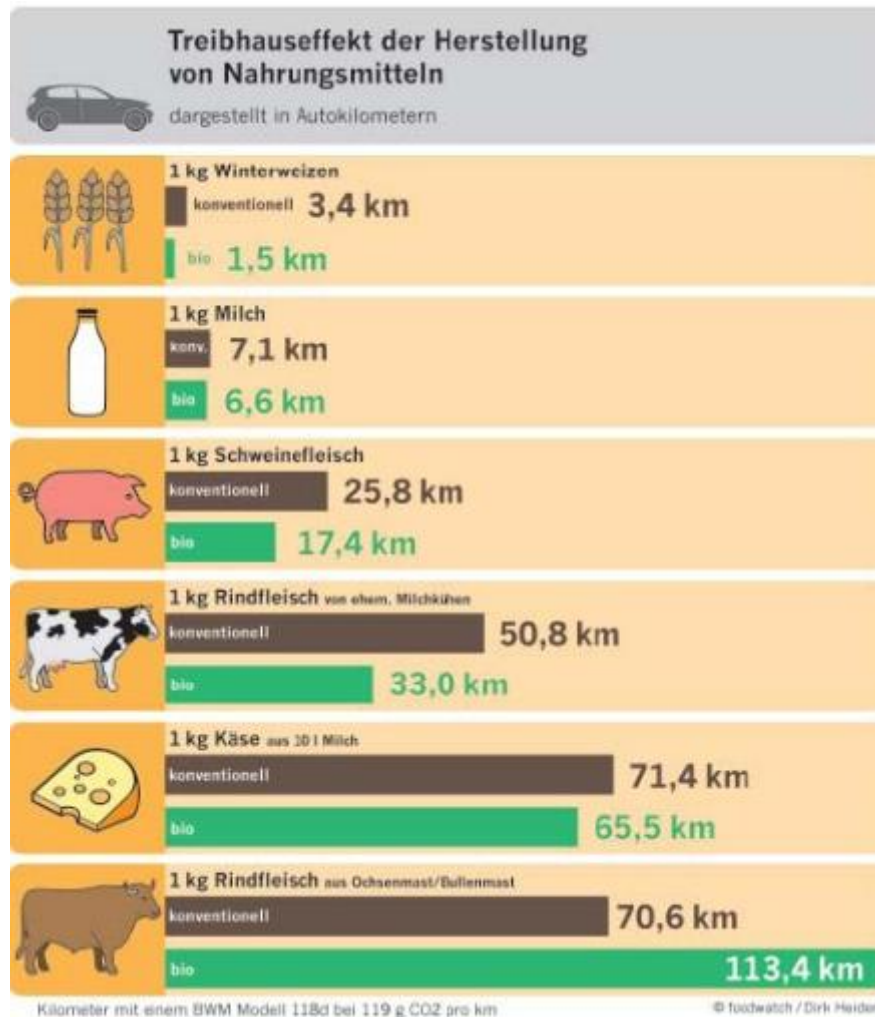 Treibhauseffekt der Herstellung
von Nahrungsmitteln
dargestellt in Autokilometern
1 kg Winterweizen
konventionell 3,4 km
bio 1,5 km
1 kg Milch
konv. 7,1 km
bio 6,6 km
1 kg Schweinefleisch
konventionell 25,8 km
bio 17,4 km
1 kg Rindfleisch von ehem. Milchkühen
konventionell 50,8 km
bio 33,0 km
1 kg Käse aus 10 l Milch
konventionell 71,4 km
bio 65,5 km
1 kg Rindfleisch aus Ochsenmast/Bullenmast
konventionell 70,6 km
bio 113,4 km
Kilometer mit enem BWM Modell 118d bei 119 g CO2 pro km
© foodwatch / Dirk Heider